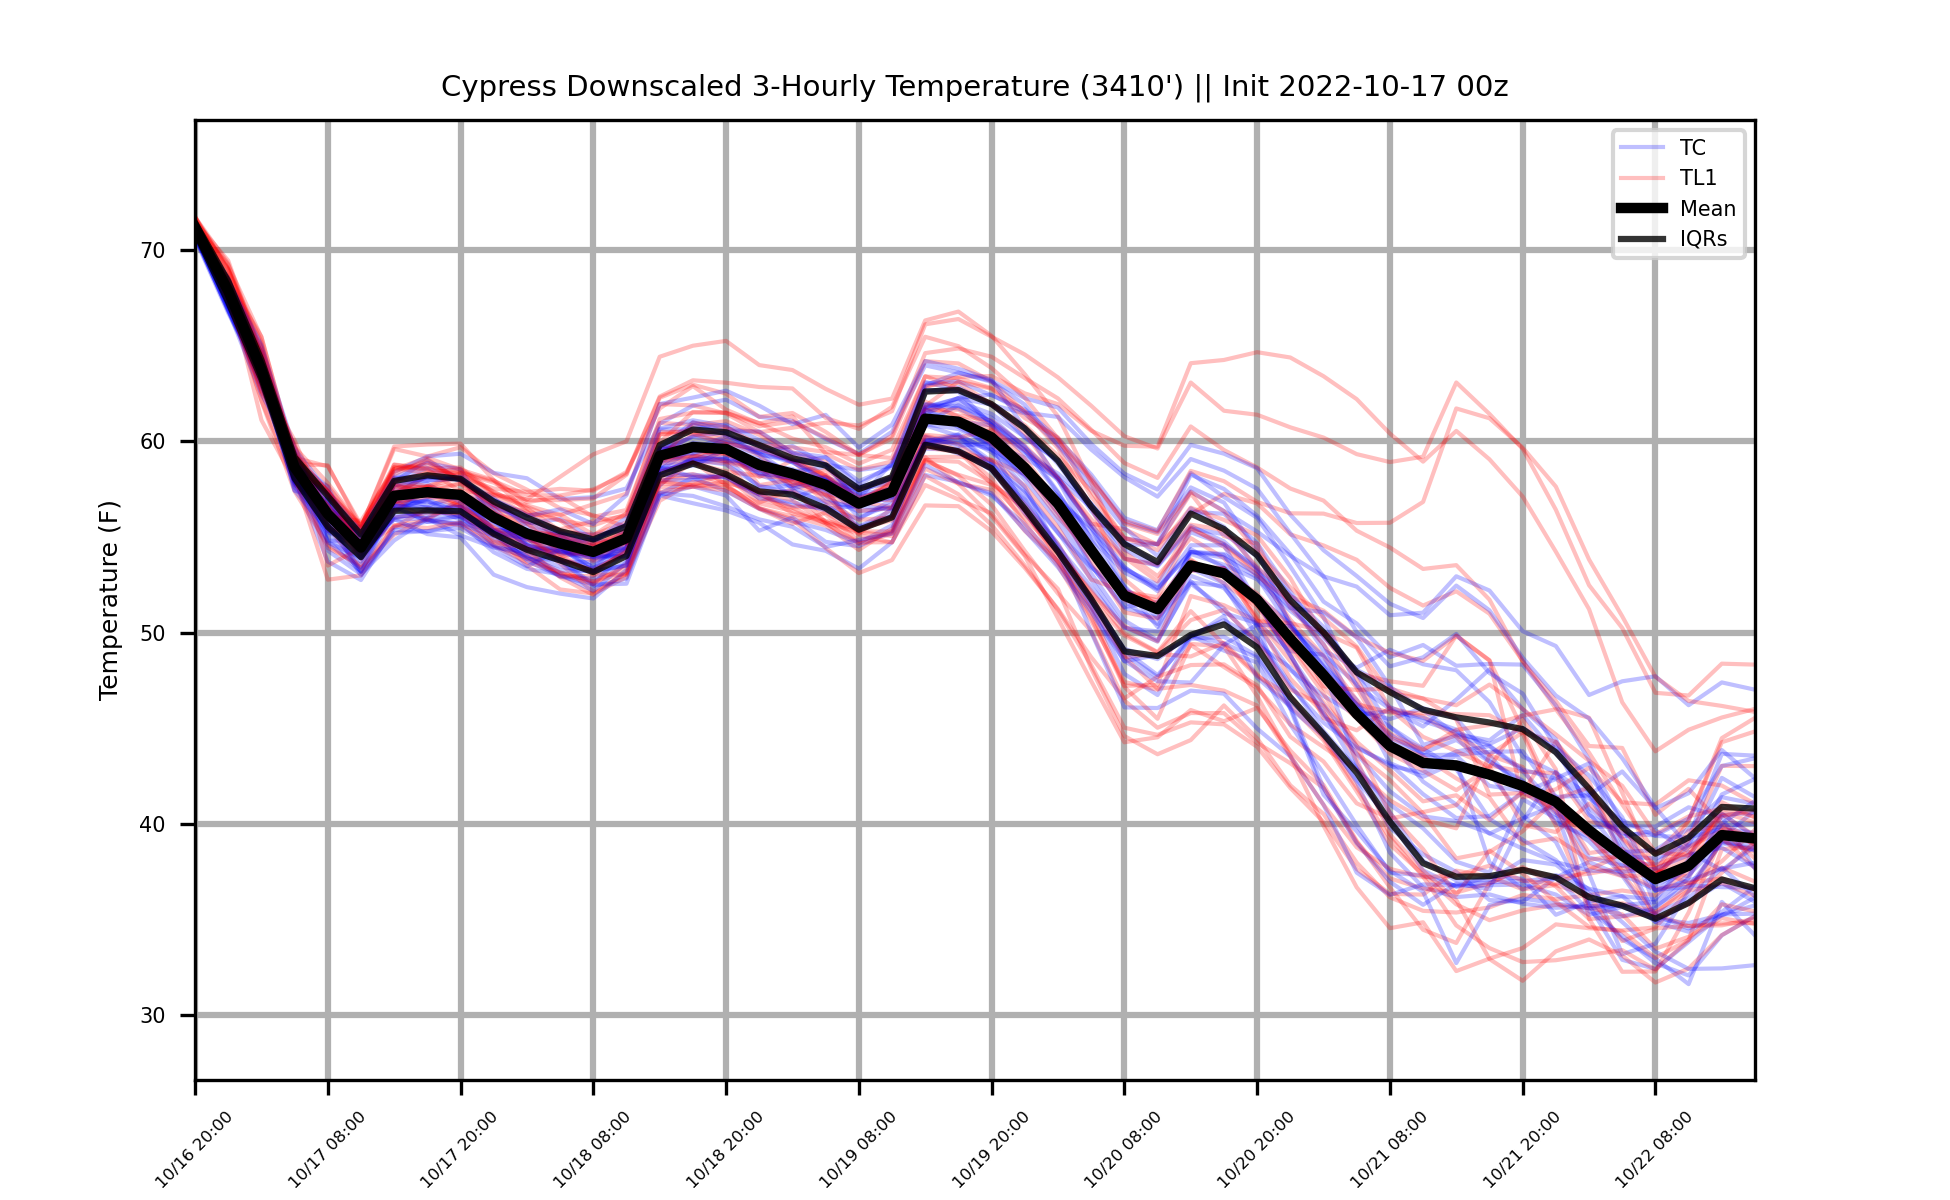 Cypress Downscaled 3-Hourly Temperature (3410') || Init 2022-10-17 00z
TC
TL1
Mean
IQRs
Temperature (F)
70
60
50
40
30
10/16 20:00
10/17 08:00
10/17 20:00
10/18 08:00
10/18 20:00
10/19 08:00
10/19 20:00
10/20 08:00
10/20 20:00
10/21 08:00
10/21 20:00
10/22 08:00